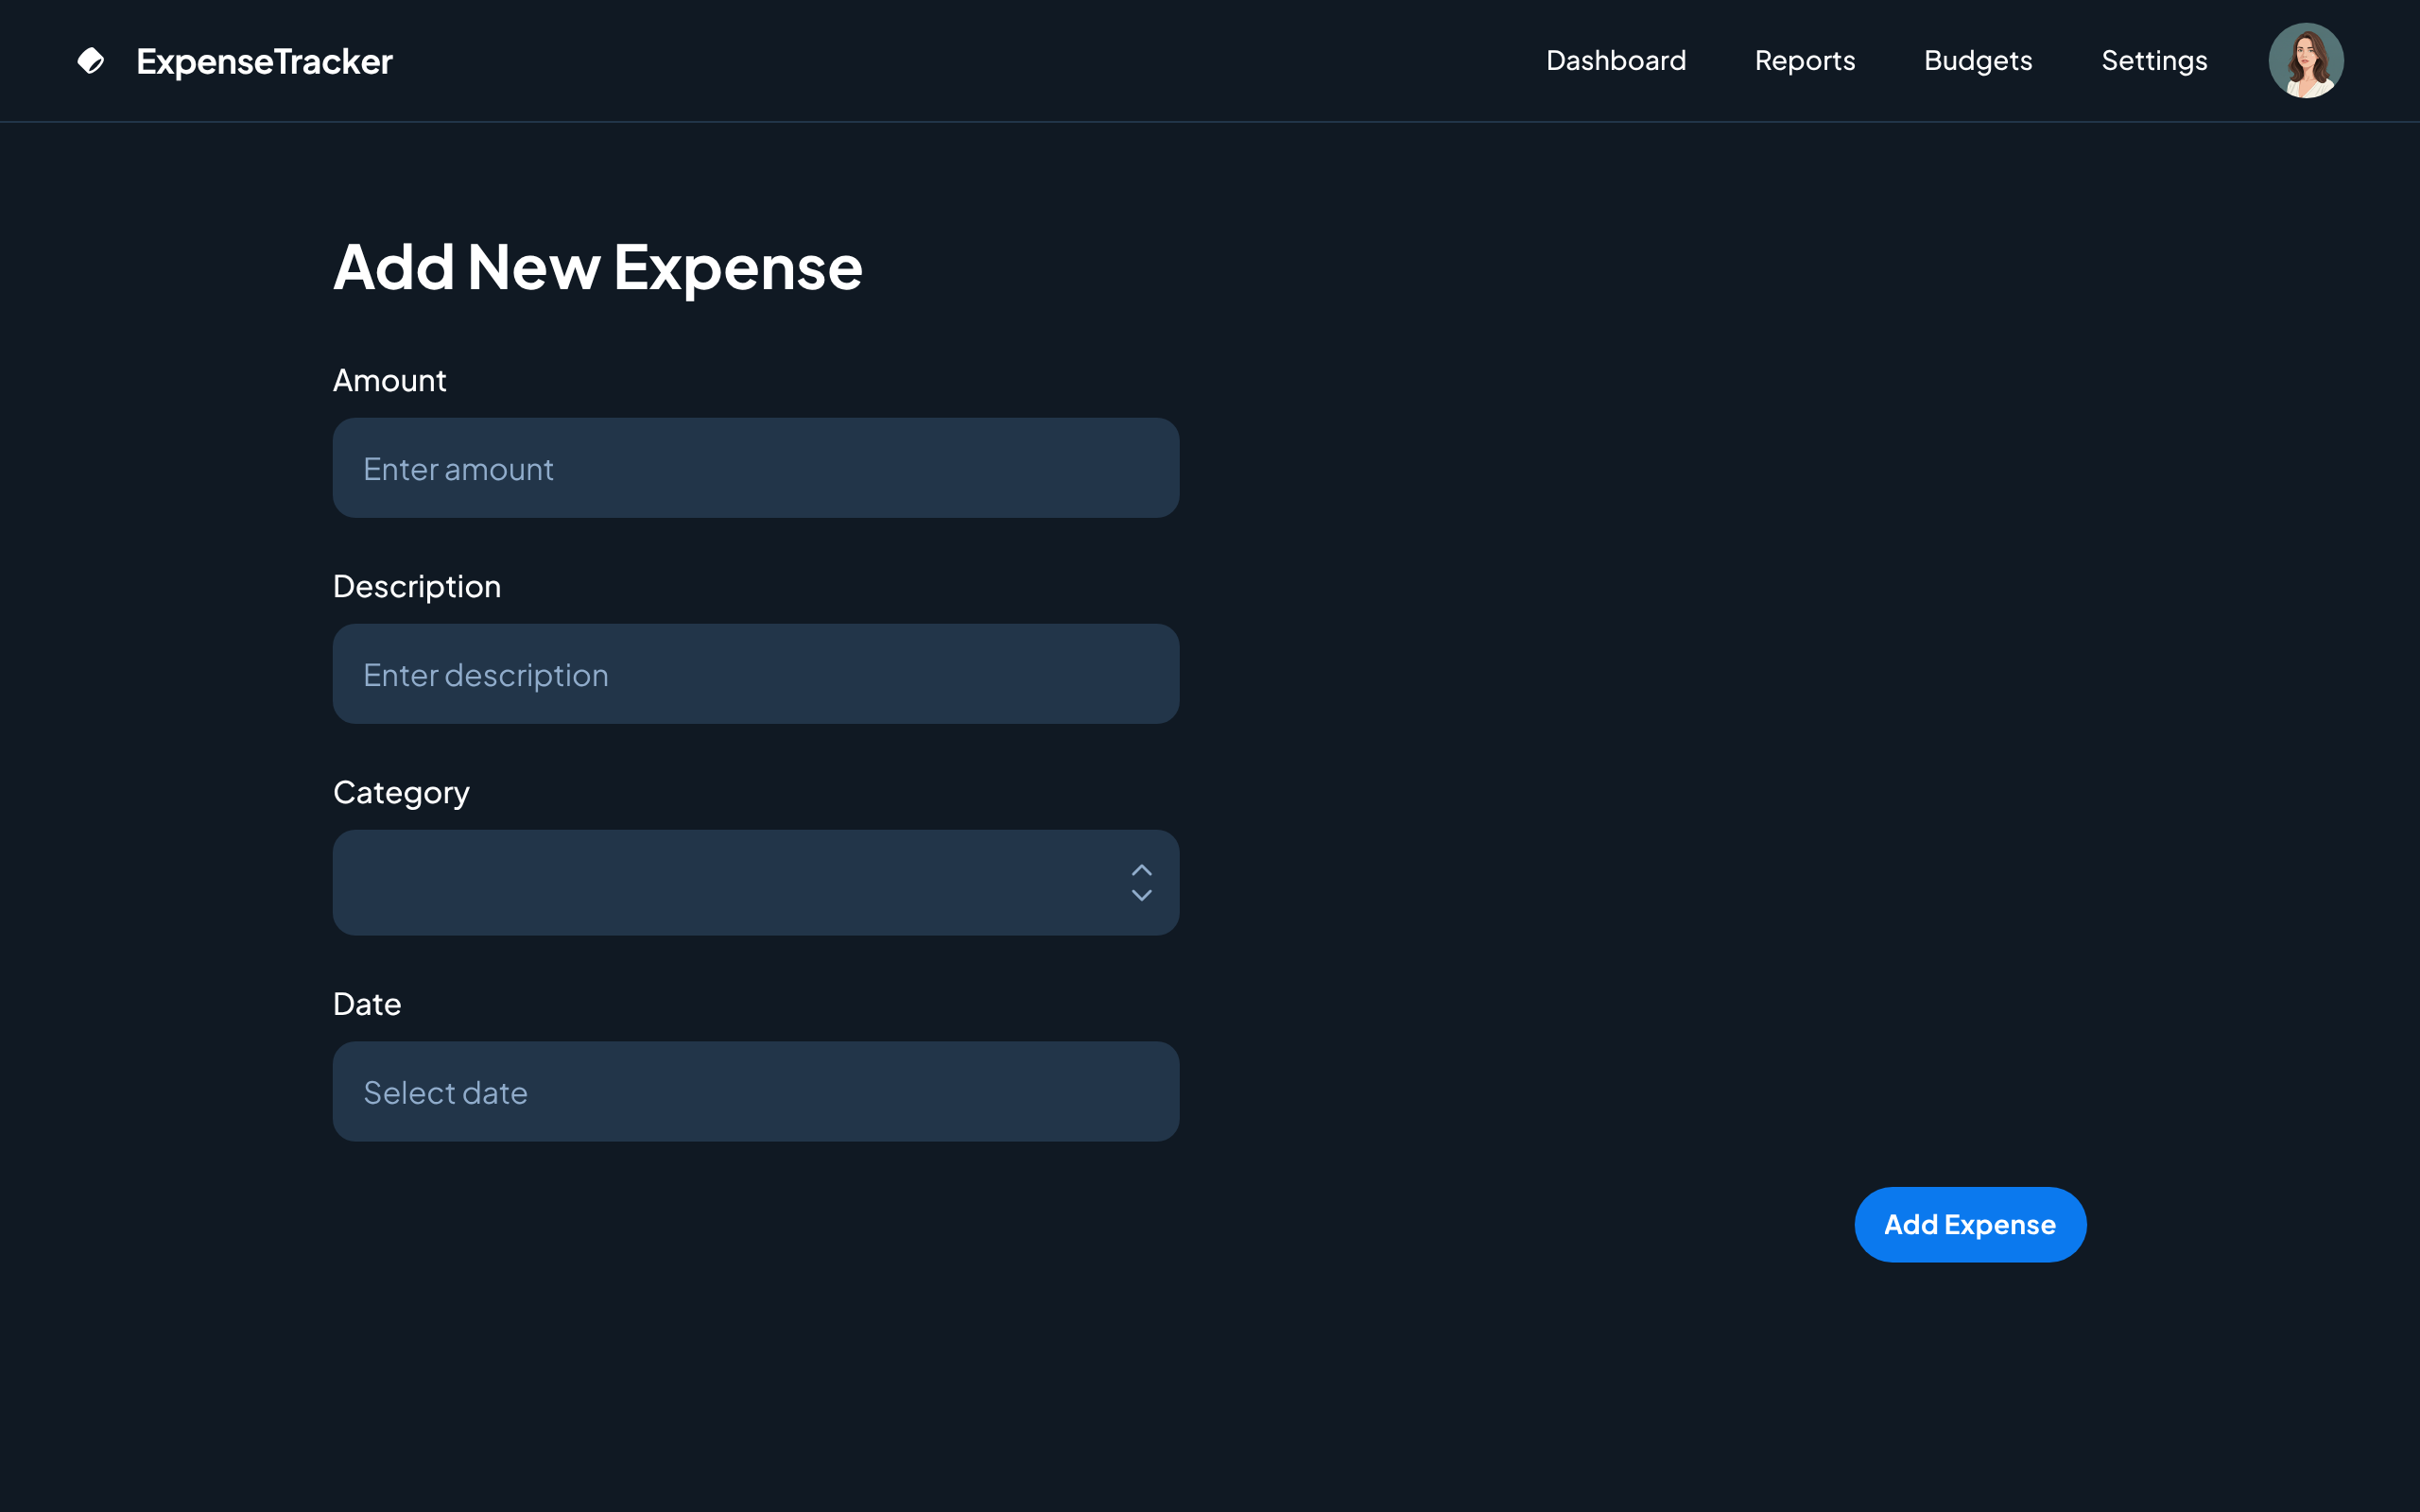 ExpenseTracker
Dashboard
Reports
Budgets
Settings
Add New Expense
Amount
Enter amount
Description
Enter description
Category
Date
Select date
Add Expense